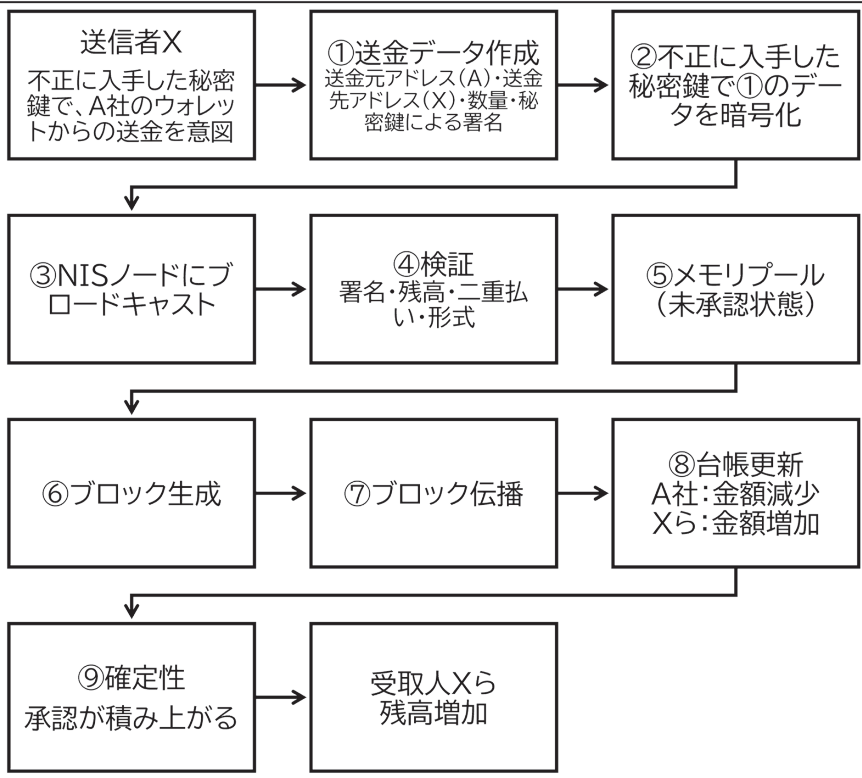 送信者X
不正に入手した秘密
鍵で、A社のウォレッ
トからの送金を意図
①送金データ作成
送金元アドレス(A)・送金
先アドレス(X)・数量・秘
密鍵による署名
②不正に入手した
秘密鍵で①のデー
タを暗号化
③NISノードにブ
ロードキャスト
④検証
署名・残高・二重払
い・形式
⑤メモリプール
(未承認状態)
⑥ブロック生成
⑦ブロック伝播
⑧台帳更新
A社:金額減少
Xら:金額増加
⑨確定性
承認が積み上がる
受取人Xら
残高増加